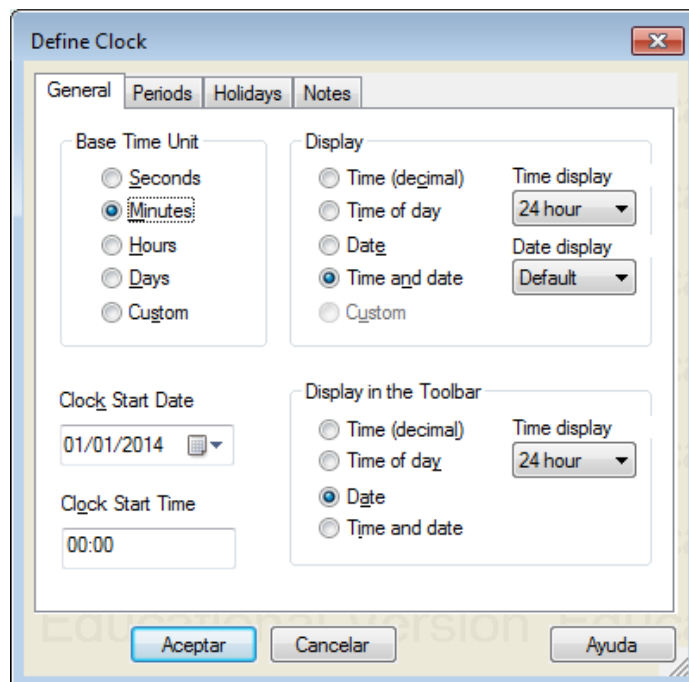 Define Clock
General Periods Holidays Notes
Base Time Unit
Seconds
Minutes
Hours
Days
Custom
Display
Time (decimal)
Time of day
Date
Time and date
Custom
Time display
24 hour
Date display
Default
Clock Start Date
01/01/2014
Clock Start Time
00:00
Display in the Toolbar
Time (decimal)
Time of day
Date
Time and date
Time display
24 hour
Educational Version
Aceptar Cancelar Ayuda